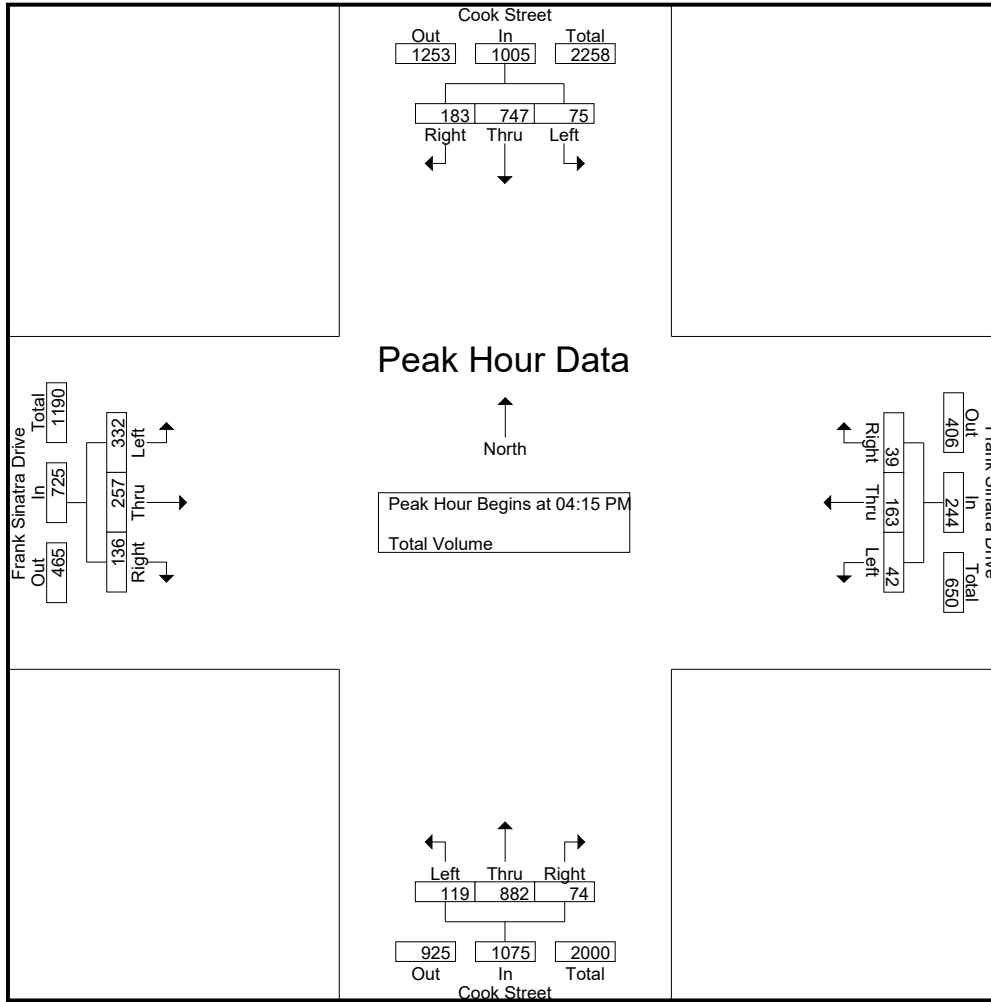 Cook Street
Out In Total
1253 1005 2258
183 747 75
Right Thru Left
Peak Hour Data
North
Peak Hour Begins at 04:15 PM
Total Volume
Frank Sinatra Drive
Out In Total
465 725 1190
136 257 332
Right Thru Left
Frank Sinatra Drive
Out In Total
406 244 650
39 163 42
Right Thru Left
Left Thru Right
119 882 74
925 1075 2000
Out In Total
Cook Street